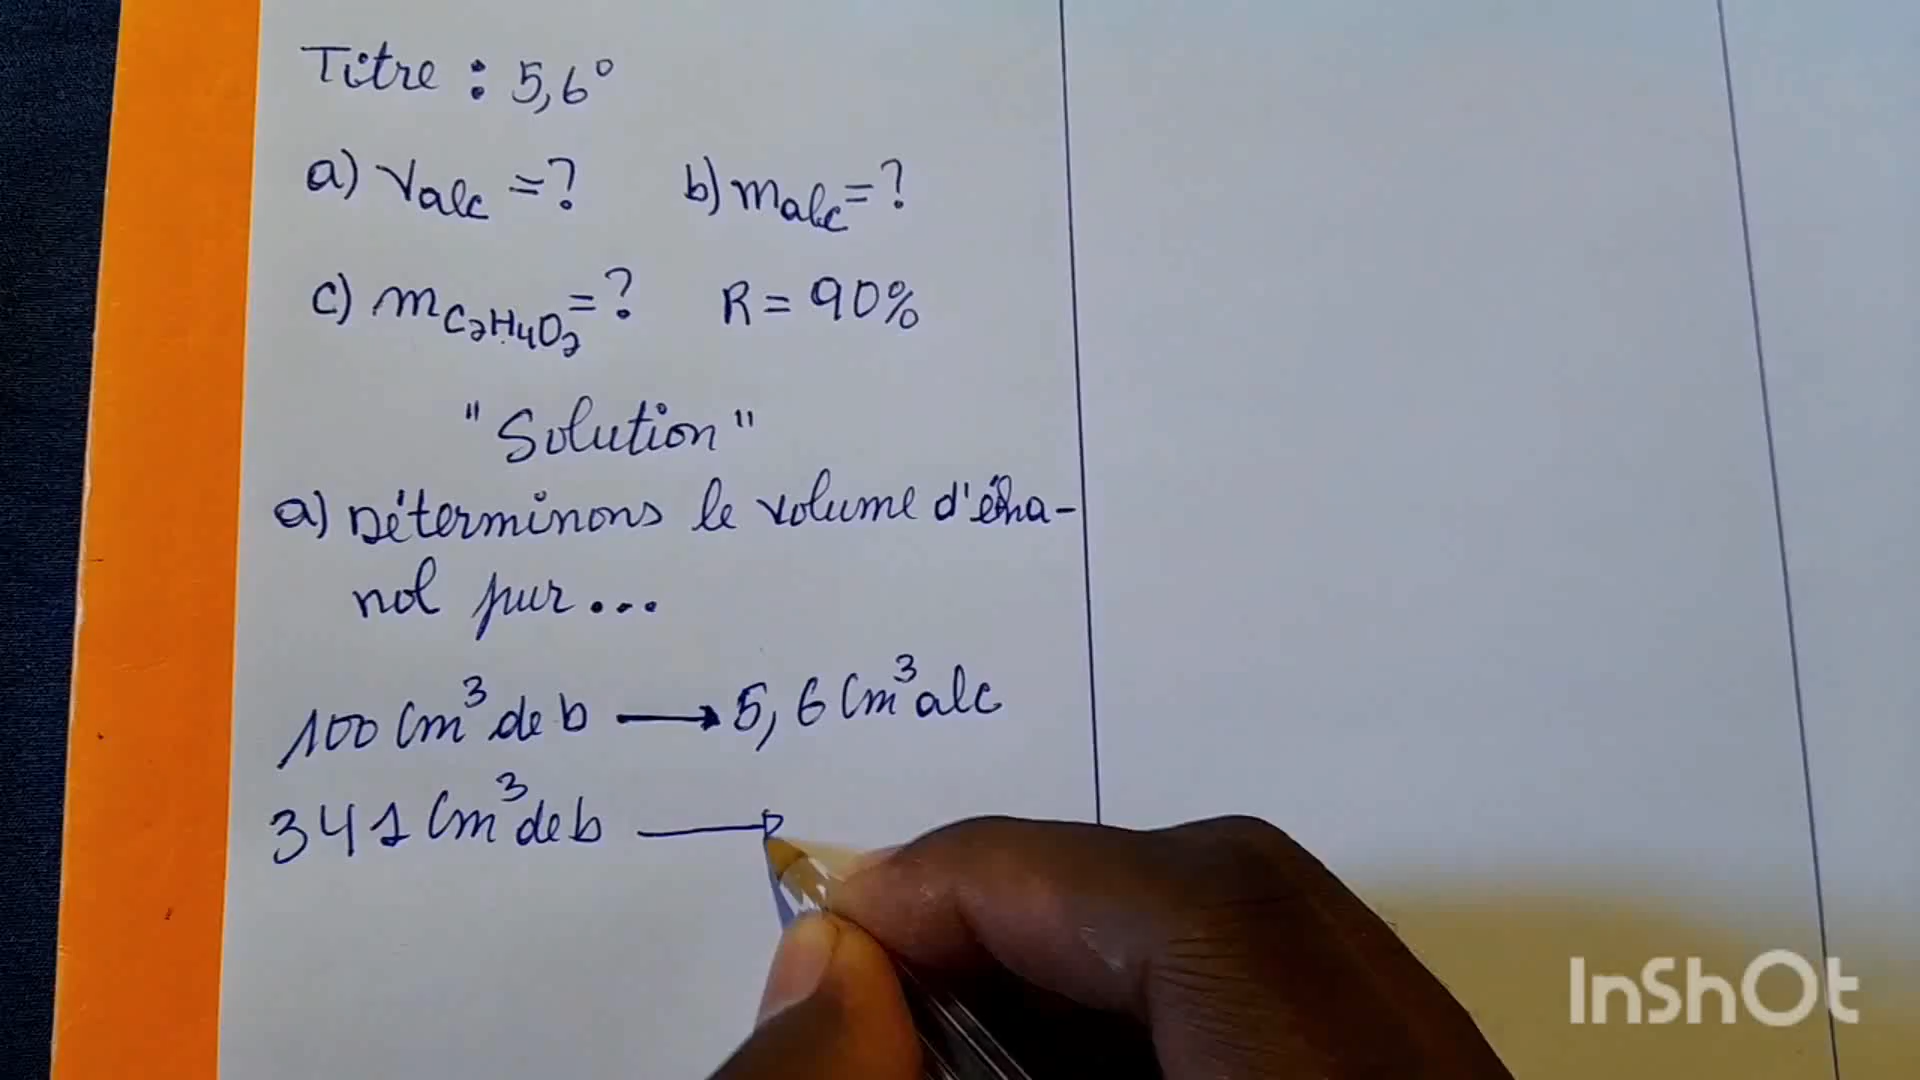 Titre : 5,6°
a) Valc = ? b) malc = ?
c) mC₂H₄O₂ = ? R = 90%
"Solution"
a) Déterminons le volume d'étha-
nol pur...
100 Cm³ de b → 5,6 Cm³ alc
341 Cm³ de b →
InShOt